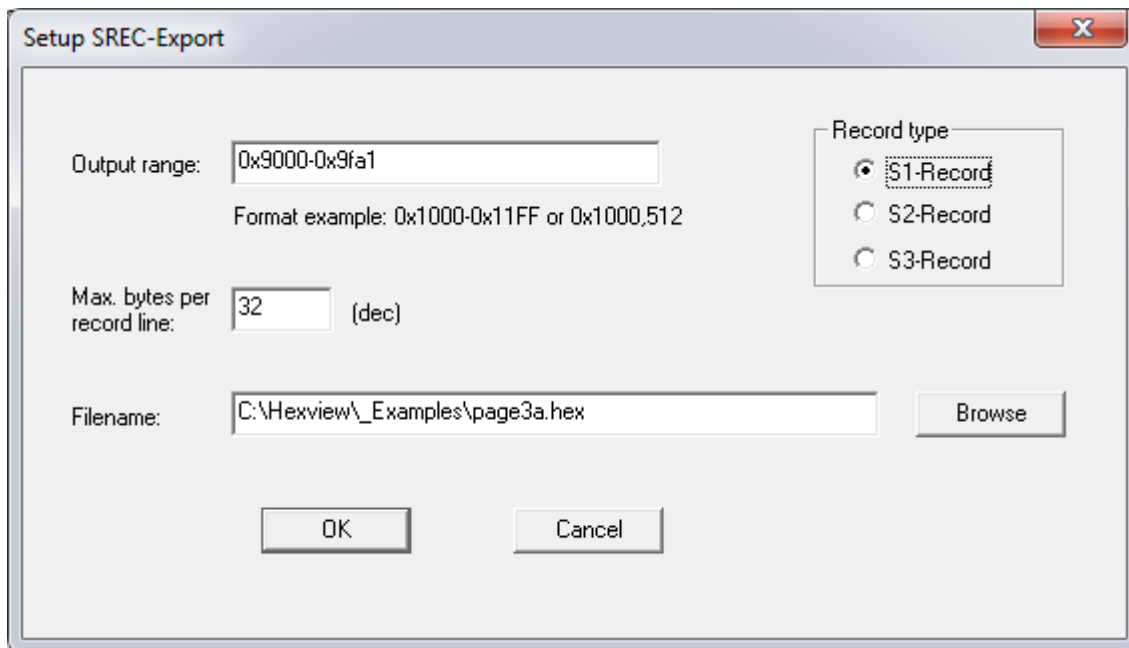 Setup SREC-Export
Output range:
0x9000-0x9fa1
Format example: 0x1000-0x11FF or 0x1000,512
Record type
S1-Record
S2-Record
S3-Record
Max. bytes per
record line:
32
(dec)
Filename:
C:\Hexview\_Examples\page3a.hex
Browse
OK
Cancel